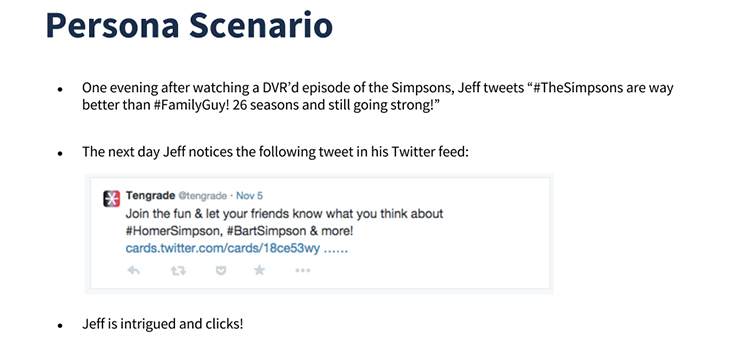 Persona Scenario
• One evening after watching a DVR’d episode of the Simpsons, Jeff tweets “#TheSimpsons are way
better than #FamilyGuy! 26 seasons and still going strong!”
• The next day Jeff notices the following tweet in his Twitter feed:
Tengrade @tengrade · Nov 5
Join the fun & let your friends know what you think about
#HomerSimpson, #BartSimpson & more!
cards.twitter.com/cards/18ce53wy ......
• Jeff is intrigued and clicks!